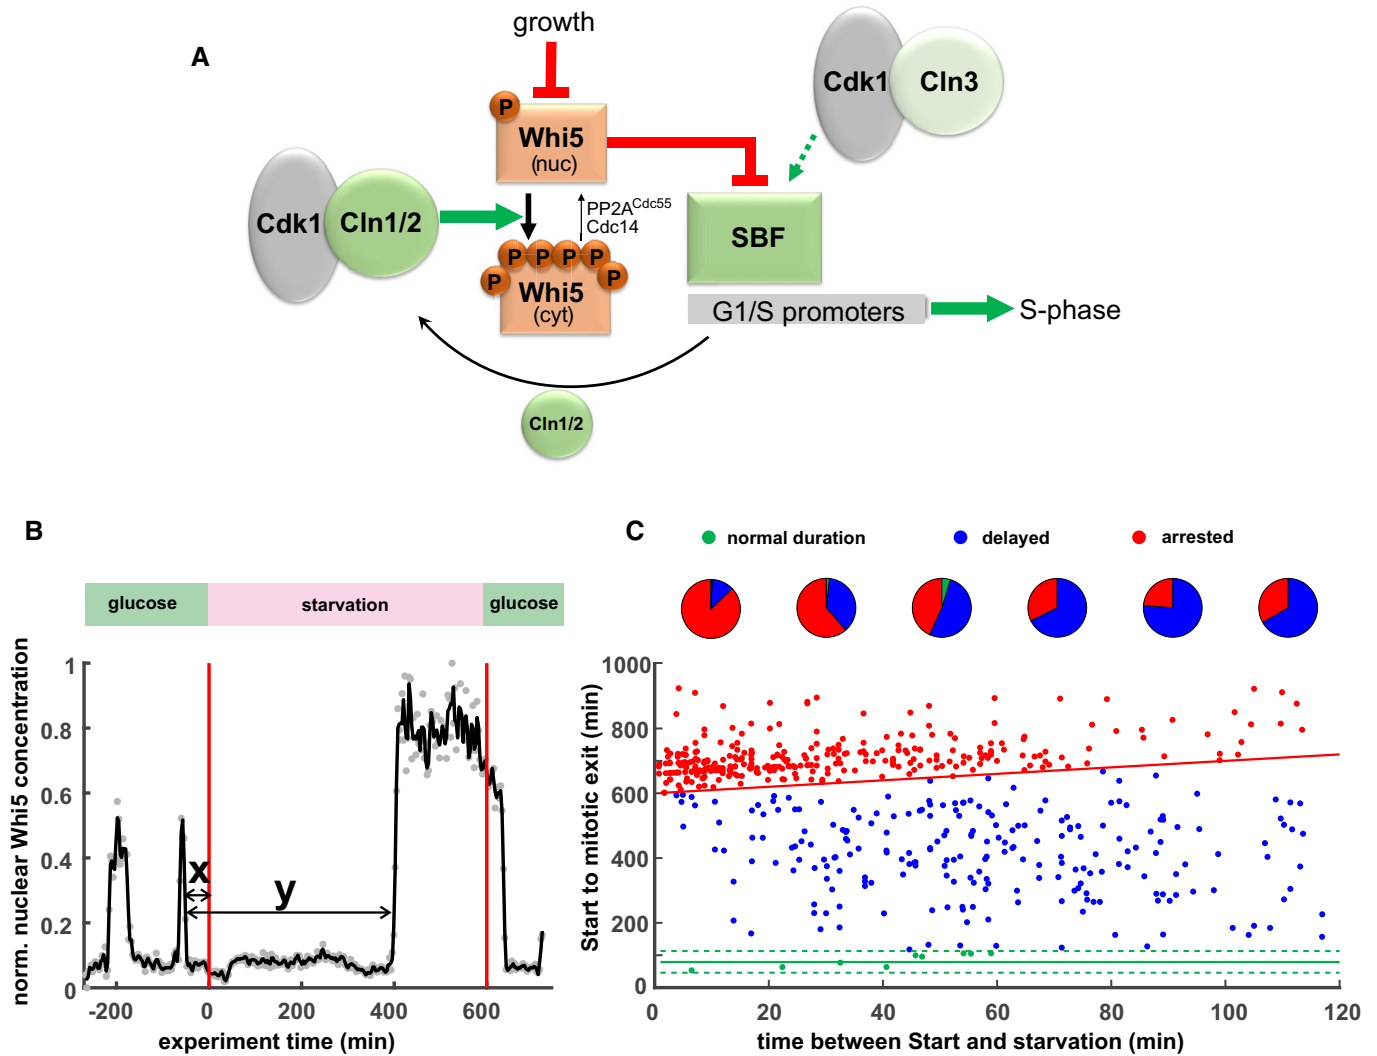 A
growth
P
Whi5
(nuc)
Cdk1
Cln3
Cdk1
Cln1/2
PP2A^Cdc55
Cdc14
P
P
P
P
P
P
Whi5
(cyt)
SBF
G1/S promoters
S-phase
Cln1/2
B
glucose
starvation
glucose
norm. nuclear Whi5 concentration
1
0.8
0.6
0.4
0.2
0
x
y
-200
0
200
400
600
experiment time (min)
C
normal duration
delayed
arrested
Start to mitotic exit (min)
1000
800
600
400
200
0
0
20
40
60
80
100
120
time between Start and starvation (min)